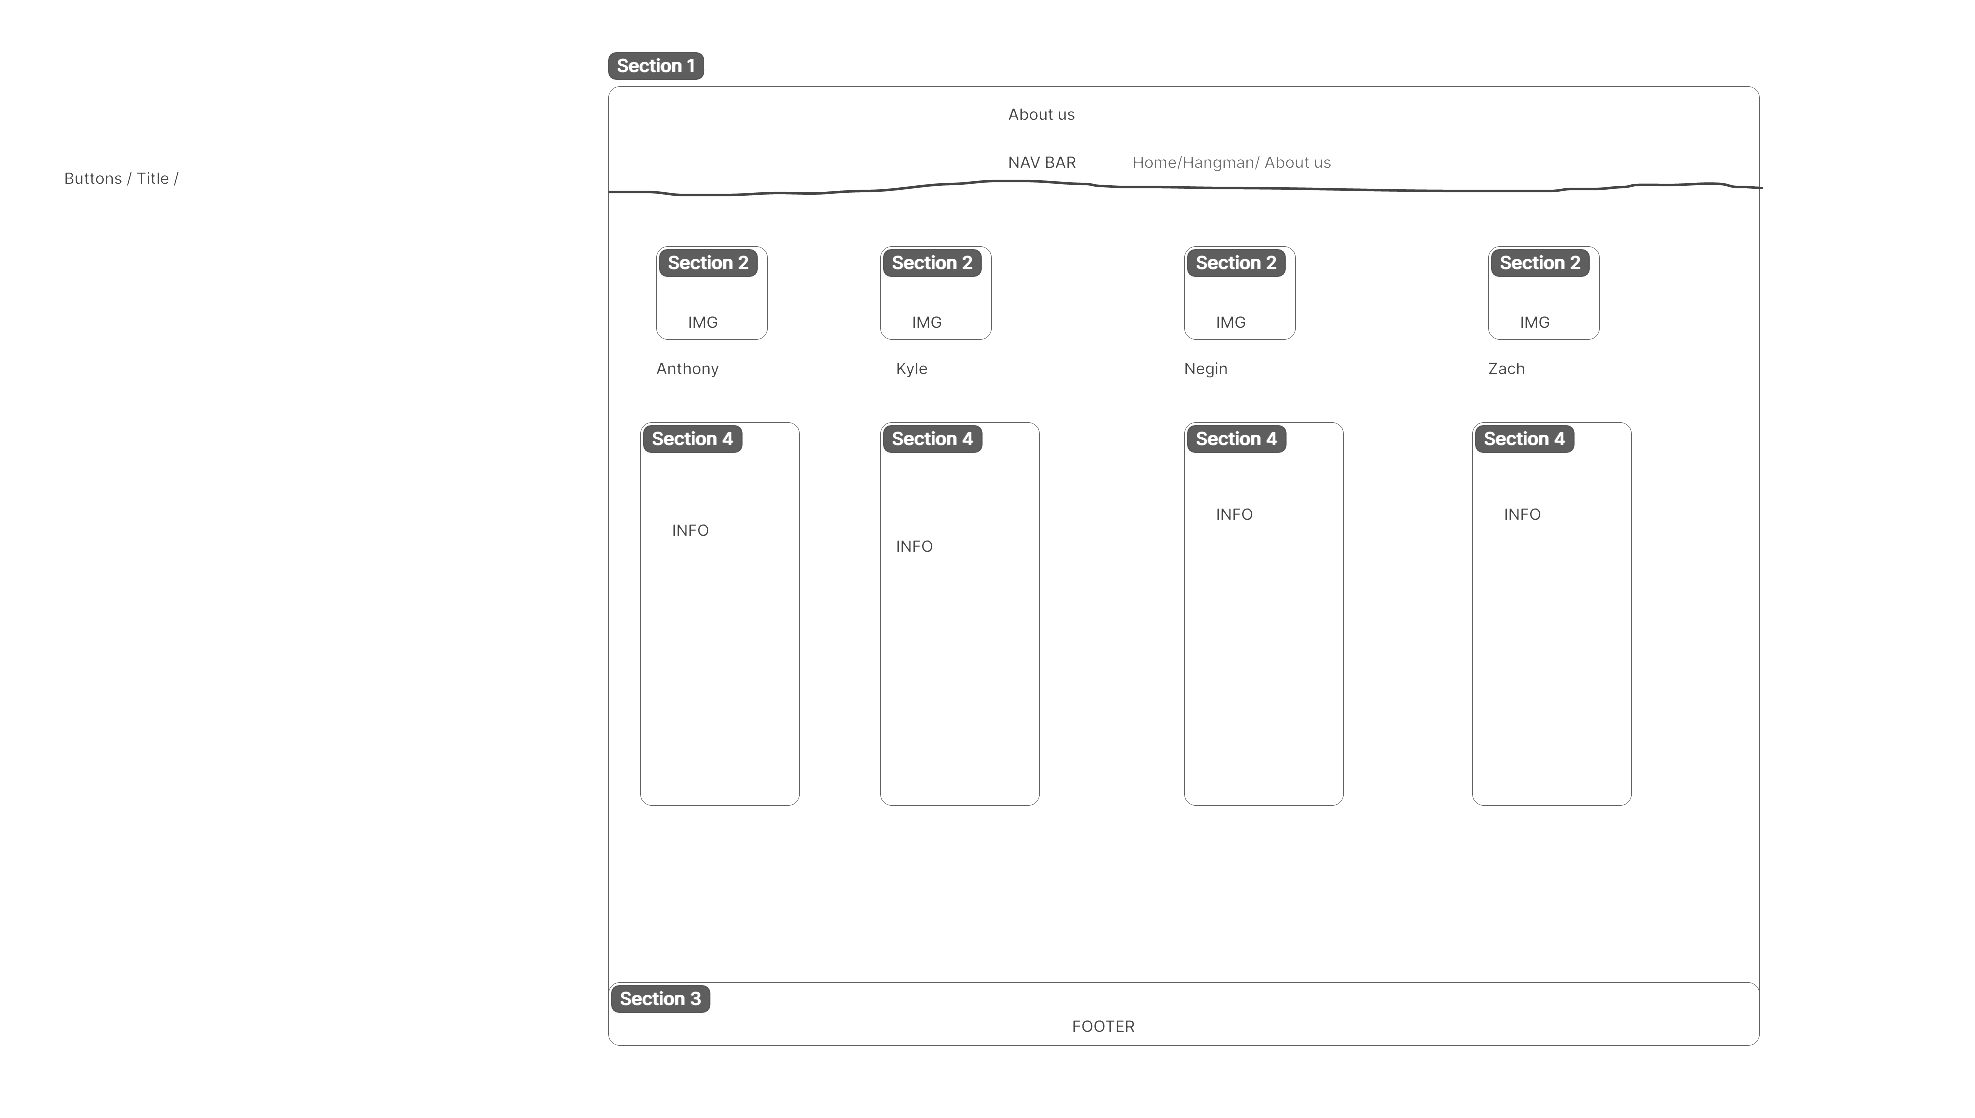 Section 1
About us
NAV BAR Home/Hangman/ About us
Buttons / Title /
Section 2 Section 2 Section 2 Section 2
IMG IMG IMG IMG
Anthony Kyle Negin Zach
Section 4 Section 4 Section 4 Section 4
INFO INFO INFO INFO
Section 3
FOOTER